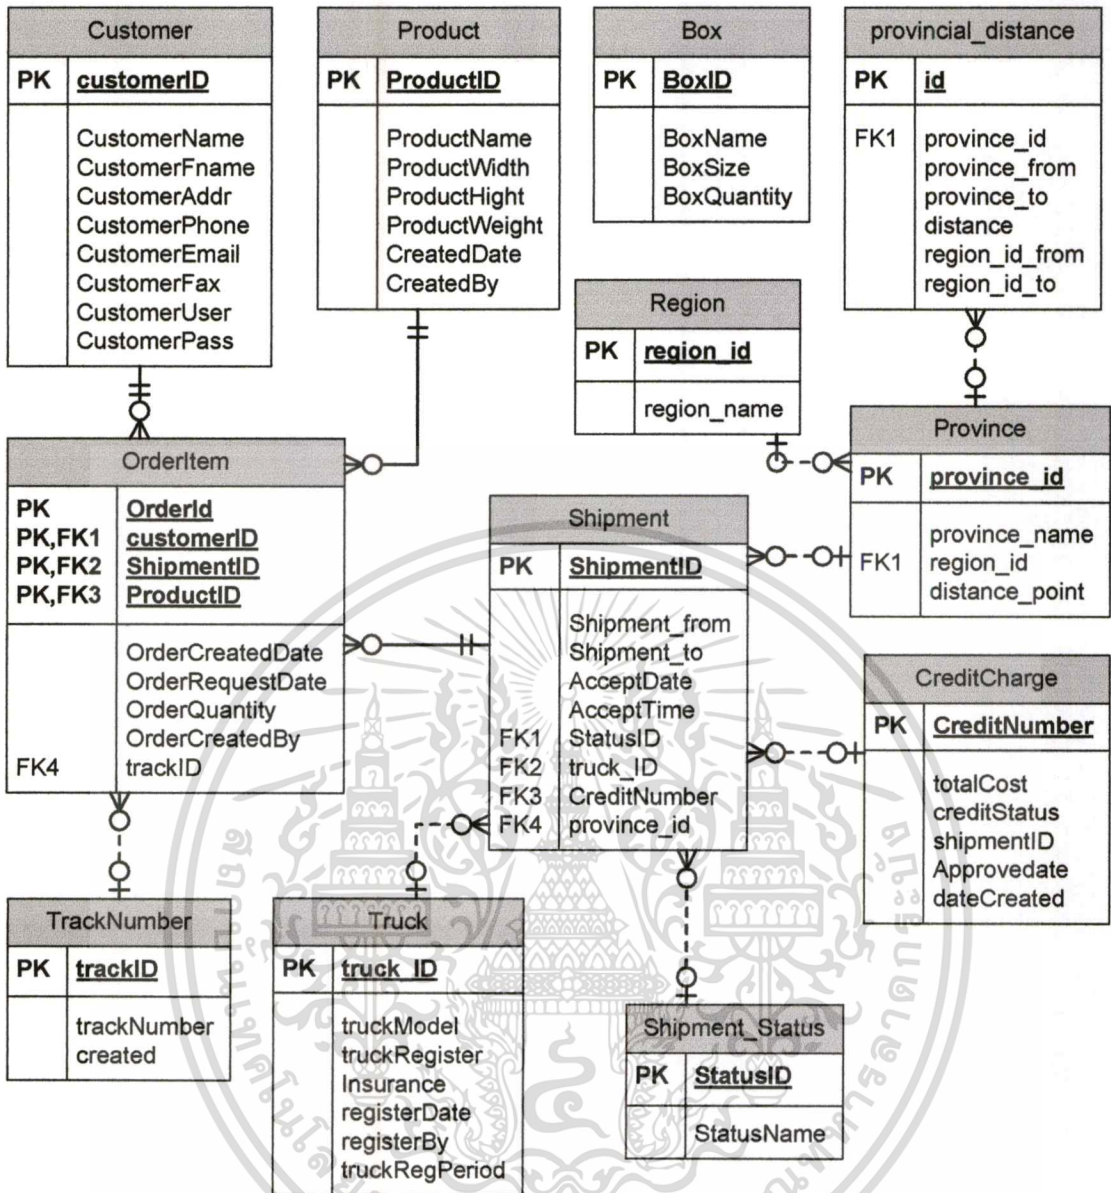 Customer
PK customerID
CustomerName
CustomerFname
CustomerAddr
CustomerPhone
CustomerEmail
CustomerFax
CustomerUser
CustomerPass
Product
PK ProductID
ProductName
ProductWidth
ProductHight
ProductWeight
CreatedDate
CreatedBy
Box
PK BoxID
BoxName
BoxSize
BoxQuantity
provincial_distance
PK id
FK1 province_id
province_from
province_to
distance
region_id_from
region_id_to
Region
PK region_id
region_name
Province
PK province_id
province_name
FK1 region_id
distance_point
OrderItem
PK OrderId
PK,FK1 customerID
PK,FK2 ShipmentID
PK,FK3 ProductID
OrderCreatedDate
OrderRequestDate
OrderQuantity
OrderCreatedBy
FK4 trackID
Shipment
PK ShipmentID
Shipment_from
Shipment_to
AcceptDate
AcceptTime
FK1 StatusID
FK2 truck_ID
FK3 CreditNumber
FK4 province_id
CreditCharge
PK CreditNumber
totalCost
creditStatus
shipmentID
Approvedate
dateCreated
TrackNumber
PK trackID
trackNumber
created
Truck
PK truck_ID
truckModel
truckRegister
Insurance
registerDate
registerBy
truckRegPeriod
Shipment_Status
PK StatusID
StatusName